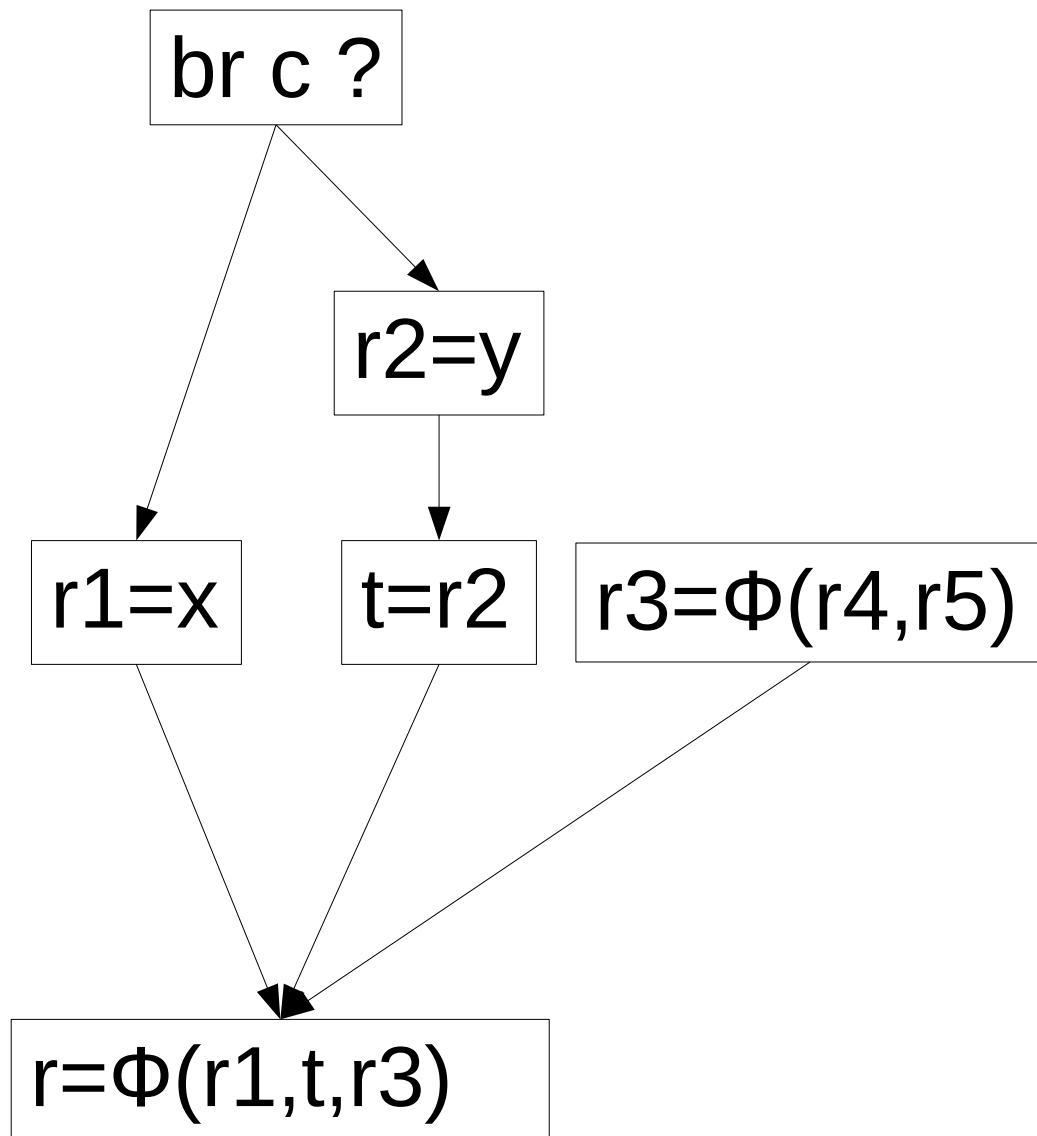 br c ?
r2=y
r1=x
t=r2
r3=Φ(r4,r5)
r=Φ(r1,t,r3)